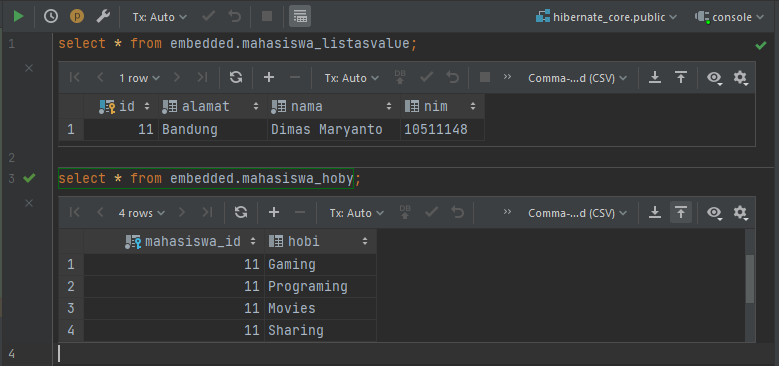 Tx: Auto hibernate_core.public console
1 select * from embedded.mahasiswa_listasvalue;
1 row Tx: Auto DB Comma-...d (CSV)
id alamat nama nim
1 11 Bandung Dimas Maryanto 10511148
2
3 select * from embedded.mahasiswa_hoby;
4 rows Tx: Auto DB Comma-...d (CSV)
mahasiswa_id hobi
1 11 Gaming
2 11 Programing
3 11 Movies
4 11 Sharing
4